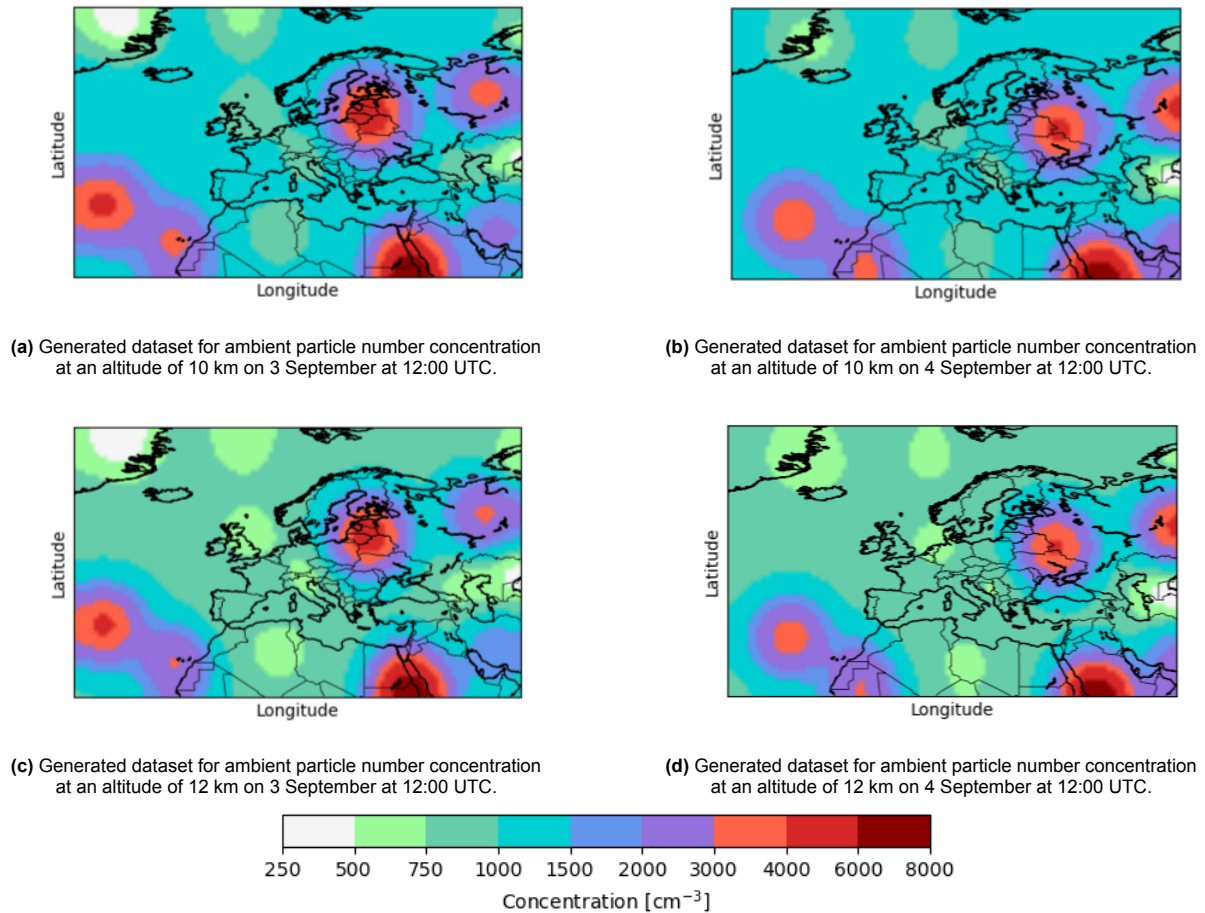 Latitude
Longitude
Latitude
Longitude
(a) Generated dataset for ambient particle number concentration
at an altitude of 10 km on 3 September at 12:00 UTC.
(b) Generated dataset for ambient particle number concentration
at an altitude of 10 km on 4 September at 12:00 UTC.
Latitude
Longitude
Latitude
Longitude
(c) Generated dataset for ambient particle number concentration
at an altitude of 12 km on 3 September at 12:00 UTC.
(d) Generated dataset for ambient particle number concentration
at an altitude of 12 km on 4 September at 12:00 UTC.
250 500 750 1000 1500 2000 3000 4000 6000 8000
Concentration [cm⁻³]